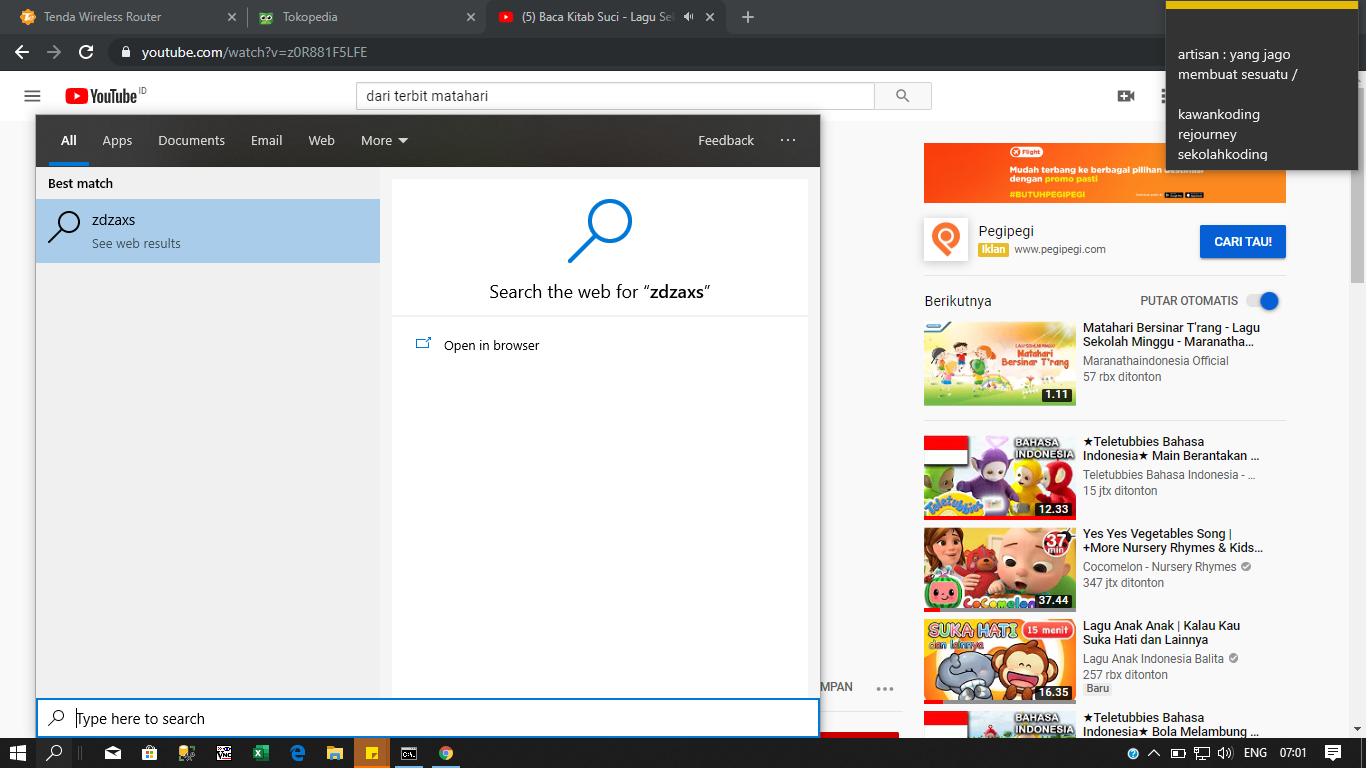 Tenda Wireless Router
Tokopedia
(5) Baca Kitab Suci - Lagu Se
youtube.com/watch?v=z0R881F5LFE
artisan : yang jago
membuat sesuatu /
kawankoding
rejourney
sekolahkoding
YouTube ID
dari terbit matahari
All Apps Documents Email Web More Feedback
Best match
zdzaxs
See web results
Search the web for “zdzaxs”
Open in browser
Flight
Mudah terbang ke berbagai pilihan
dengan promo pasti
#BUTUHPEGIPEGI
Pegipegi
Iklan www.pegipegi.com
CARI TAU!
Berikutnya PUTAR OTOMATIS
LAGU SEKOLAH MINGGU
Matahari
Bersinar T'rang
1.11
Matahari Bersinar T'rang - Lagu
Sekolah Minggu - Maranatha...
Maranathaindonesia Official
57 rbx ditonton
BAHASA
INDONESIA
Teletubbies
12.33
★Teletubbies Bahasa
Indonesia★ Main Berantakan ...
Teletubbies Bahasa Indonesia - ...
15 jtx ditonton
37
min
CoComelon
37.44
Yes Yes Vegetables Song |
+More Nursery Rhymes & Kids...
Cocomelon - Nursery Rhymes
347 jtx ditonton
SUKA HATI
dan lainnya
15 menit
16.35
Lagu Anak Anak | Kalau Kau
Suka Hati dan Lainnya
Lagu Anak Indonesia Balita
257 rbx ditonton
Baru
BAHASA
INDONESIA
★Teletubbies Bahasa
Indonesia★ Bola Melambung ...
MPAN
Type here to search
ENG 07:01